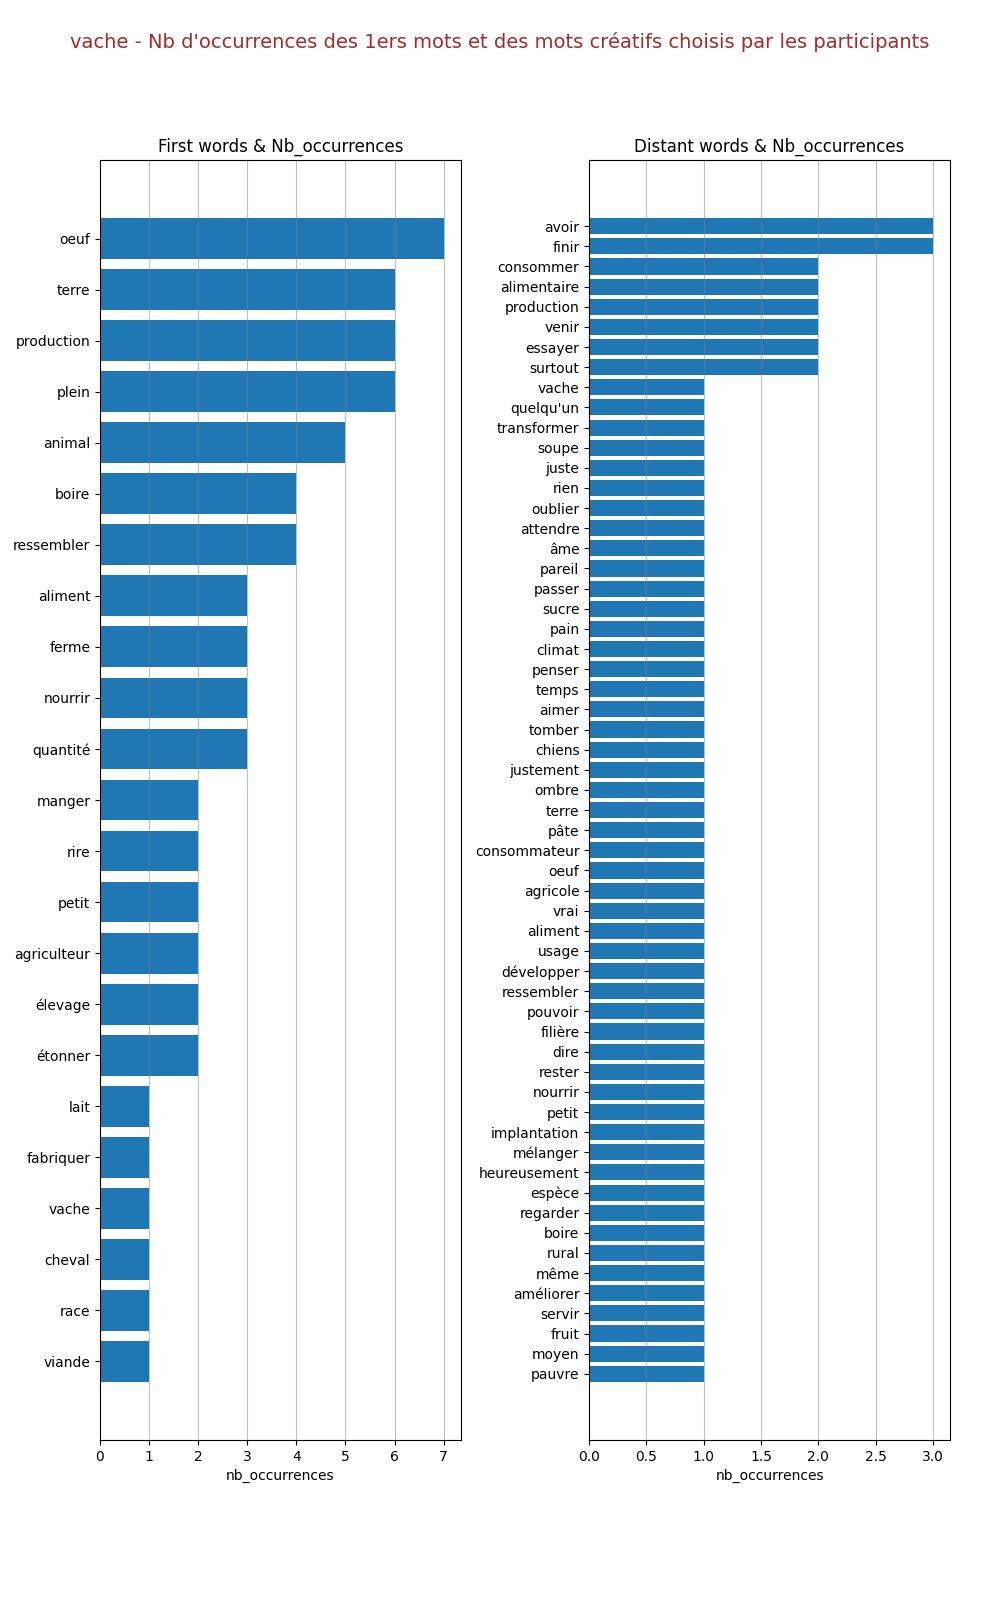 vache - Nb d'occurrences des 1ers mots et des mots créatifs choisis par les participants
First words & Nb_occurrences
oeuf
terre
production
plein
animal
boire
ressembler
aliment
ferme
nourrir
quantité
manger
rire
petit
agriculteur
élevage
étonner
lait
fabriquer
vache
cheval
race
viande
0 1 2 3 4 5 6 7
nb_occurrences
Distant words & Nb_occurrences
avoir
finir
consommer
alimentaire
production
venir
essayer
surtout
vache
quelqu'un
transformer
soupe
juste
rien
oublier
attendre
âme
pareil
passer
sucre
pain
climat
penser
temps
aimer
tomber
chiens
justement
ombre
terre
pâte
consommateur
oeuf
agricole
vrai
aliment
usage
développer
ressembler
pouvoir
filière
dire
rester
nourrir
petit
implantation
mélanger
heureusement
espèce
regarder
boire
rural
même
améliorer
servir
fruit
moyen
pauvre
0.0 0.5 1.0 1.5 2.0 2.5 3.0
nb_occurrences